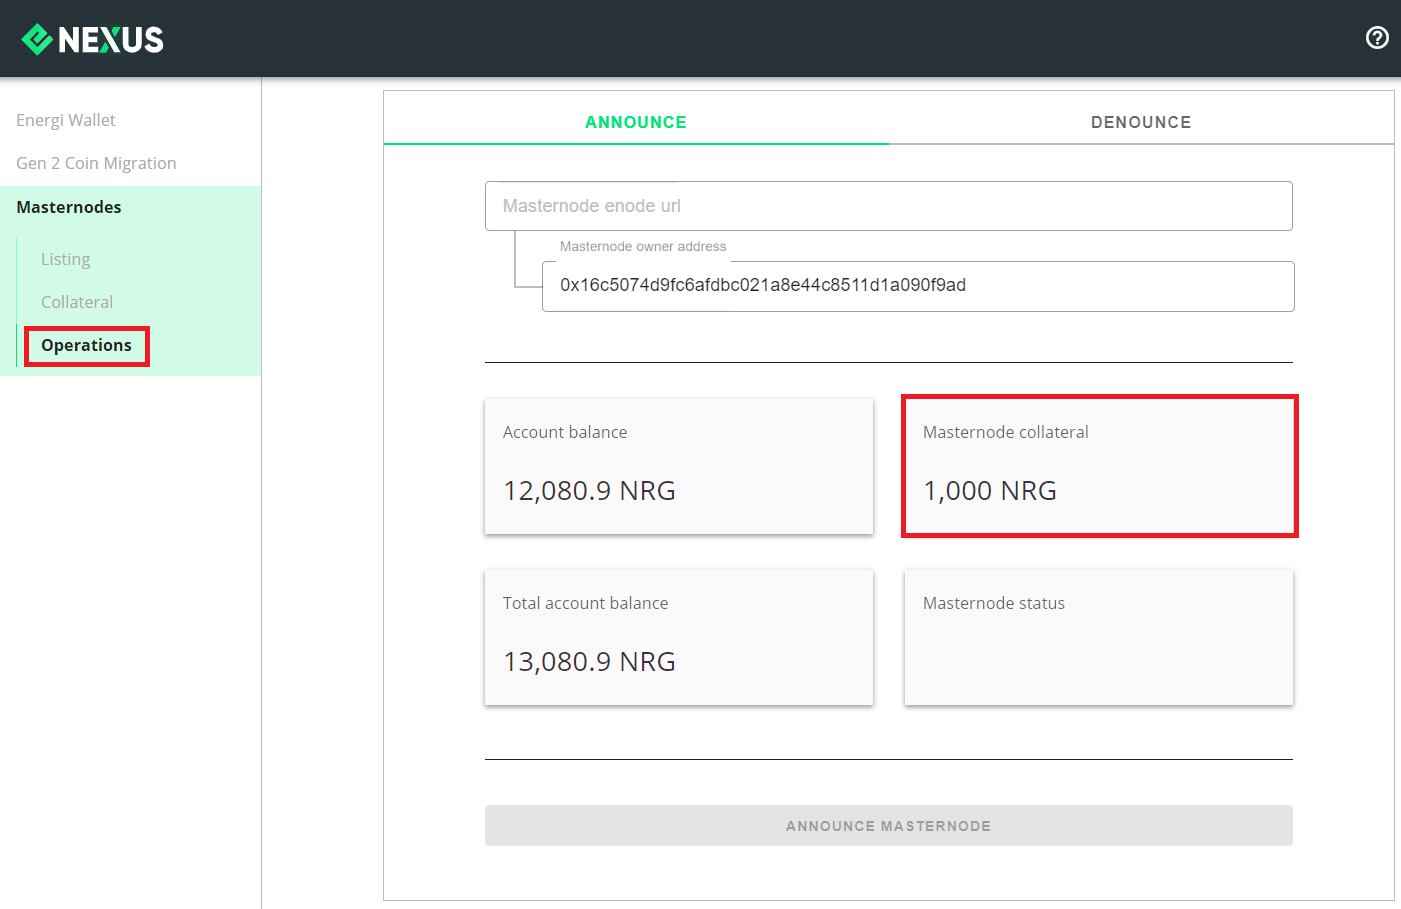 NEXUS
Energi Wallet
Gen 2 Coin Migration
Masternodes
Listing
Collateral
Operations
ANNOUNCE
DENOUNCE
Masternode enode url
Masternode owner address
0x16c5074d9fc6afdbc021a8e44c8511d1a090f9ad
Account balance
12,080.9 NRG
Masternode collateral
1,000 NRG
Total account balance
13,080.9 NRG
Masternode status
ANNOUNCE MASTERNODE